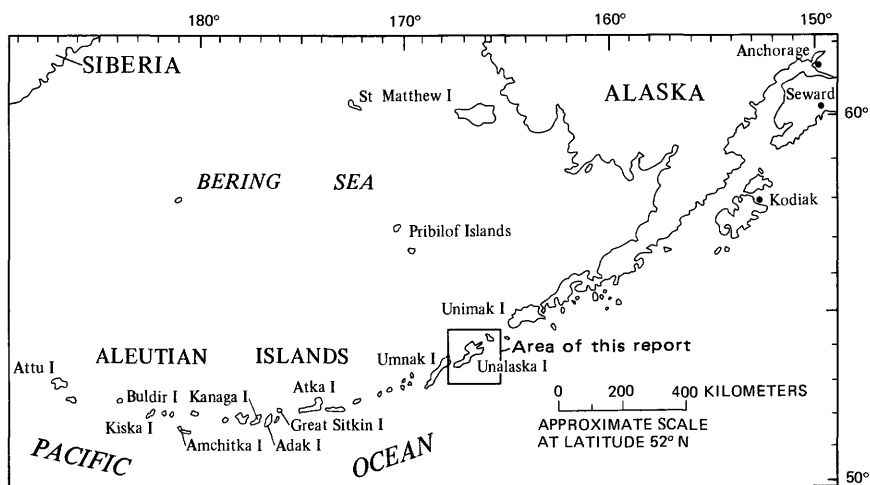 180°
170°
160°
150°
SIBERIA
Anchorage
St Matthew I
ALASKA
Seward
60°
BERING SEA
Kodiak
Pribilof Islands
Unimak I
Area of this report
ALEUTIAN ISLANDS
Umnak I
Unalaska I
Attu I
Buldir I
Kanaga I
Atka I
0 200 400 KILOMETERS
Kiska I
Great Sitkin I
APPROXIMATE SCALE
AT LATITUDE 52° N
Amchitka I
Adak I
PACIFIC OCEAN
50°